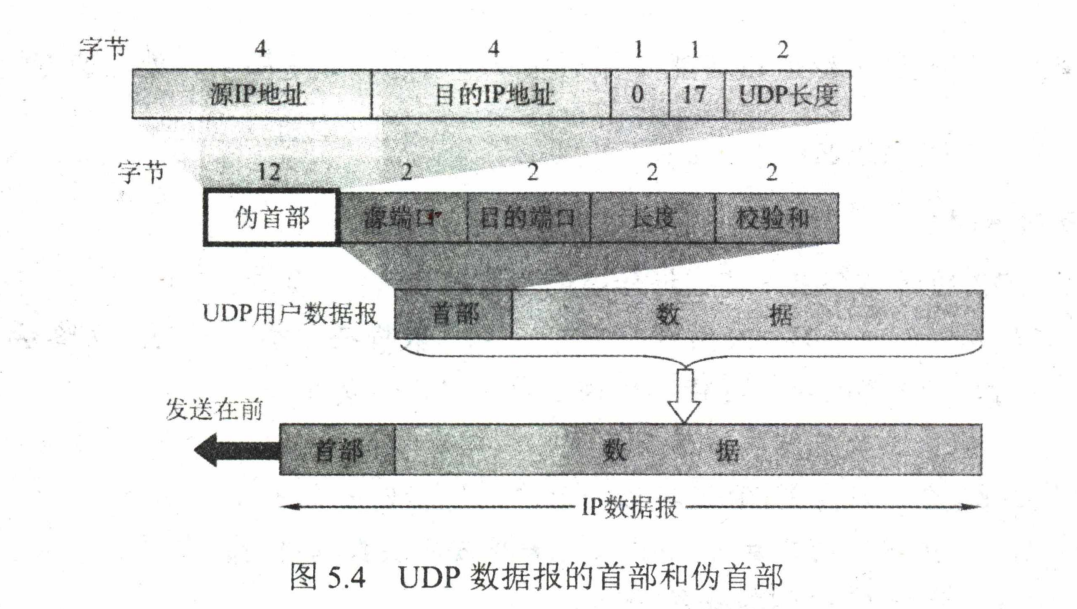 字节 4 4 1 1 2
源IP地址 目的IP地址 0 17 UDP长度
字节 12 2 2 2 2
伪首部 源端口 目的端口 长度 校验和
UDP用户数据报 首部 数 据
发送在前
首部 数 据
IP数据报
图 5.4 UDP 数据报的首部和伪首部